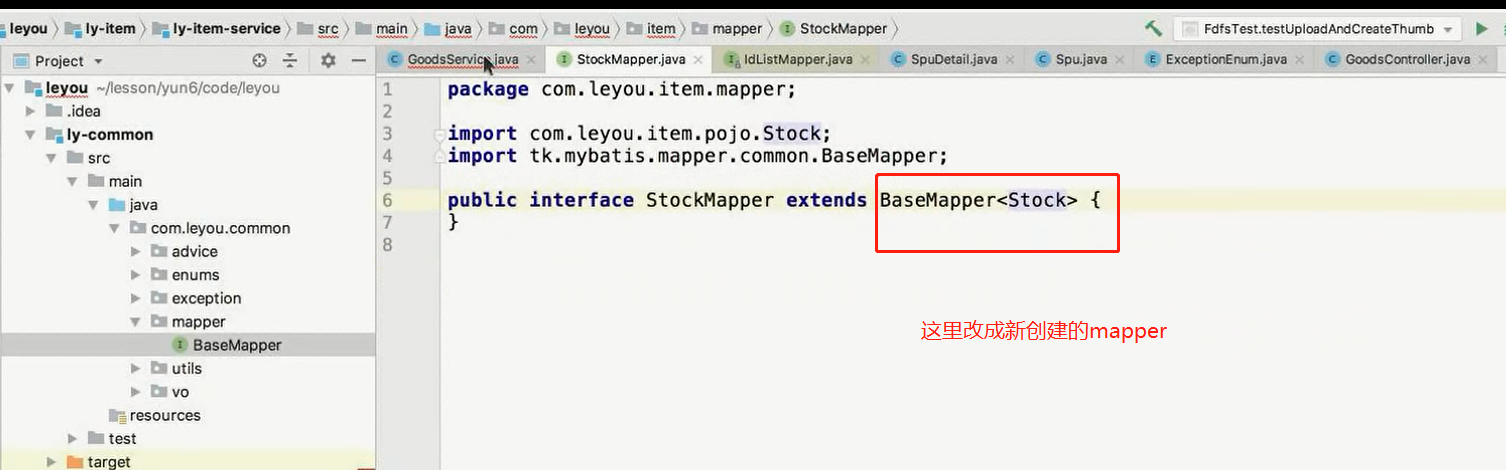 leyou ly-item ly-item-service src main java com leyou item mapper StockMapper FdfsTest.testUploadAndCreateThumb
Project GoodsService.java StockMapper.java IdListMapper.java SpuDetail.java Spu.java ExceptionEnum.java GoodsController.java
leyou ~/lesson/yun6/code/leyou
.idea
ly-common
src
main
java
com.leyou.common
advice
enums
exception
mapper
BaseMapper
utils
vo
resources
test
target
1 package com.leyou.item.mapper;
2
3 import com.leyou.item.pojo.Stock;
4 import tk.mybatis.mapper.common.BaseMapper;
5
6 public interface StockMapper extends BaseMapper<Stock> {
7 }
8
这里改成新创建的mapper